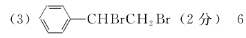 (3) —CHBrCH₂Br(2分) 6